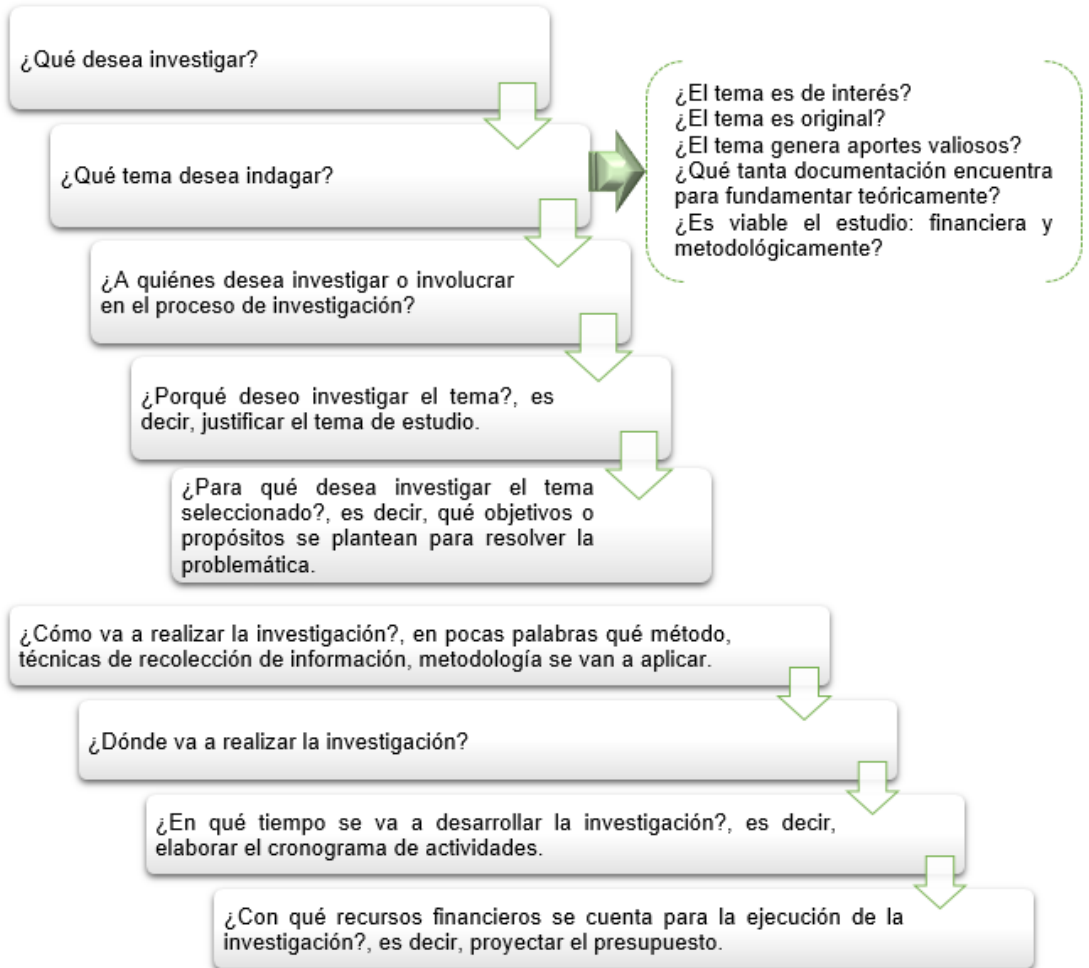 ¿Qué desea investigar?
¿Qué tema desea indagar?
¿El tema es de interés?
¿El tema es original?
¿El tema genera aportes valiosos?
¿Qué tanta documentación encuentra
para fundamentar teóricamente?
¿Es viable el estudio: financiera y
metodológicamente?
¿A quiénes desea investigar o involucrar
en el proceso de investigación?
¿Porqué deseo investigar el tema?, es
decir, justificar el tema de estudio.
¿Para qué desea investigar el tema
seleccionado?, es decir, qué objetivos o
propósitos se plantean para resolver la
problemática.
¿Cómo va a realizar la investigación?, en pocas palabras qué método,
técnicas de recolección de información, metodología se van a aplicar.
¿Dónde va a realizar la investigación?
¿En qué tiempo se va a desarrollar la investigación?, es decir,
elaborar el cronograma de actividades.
¿Con qué recursos financieros se cuenta para la ejecución de la
investigación?, es decir, proyectar el presupuesto.